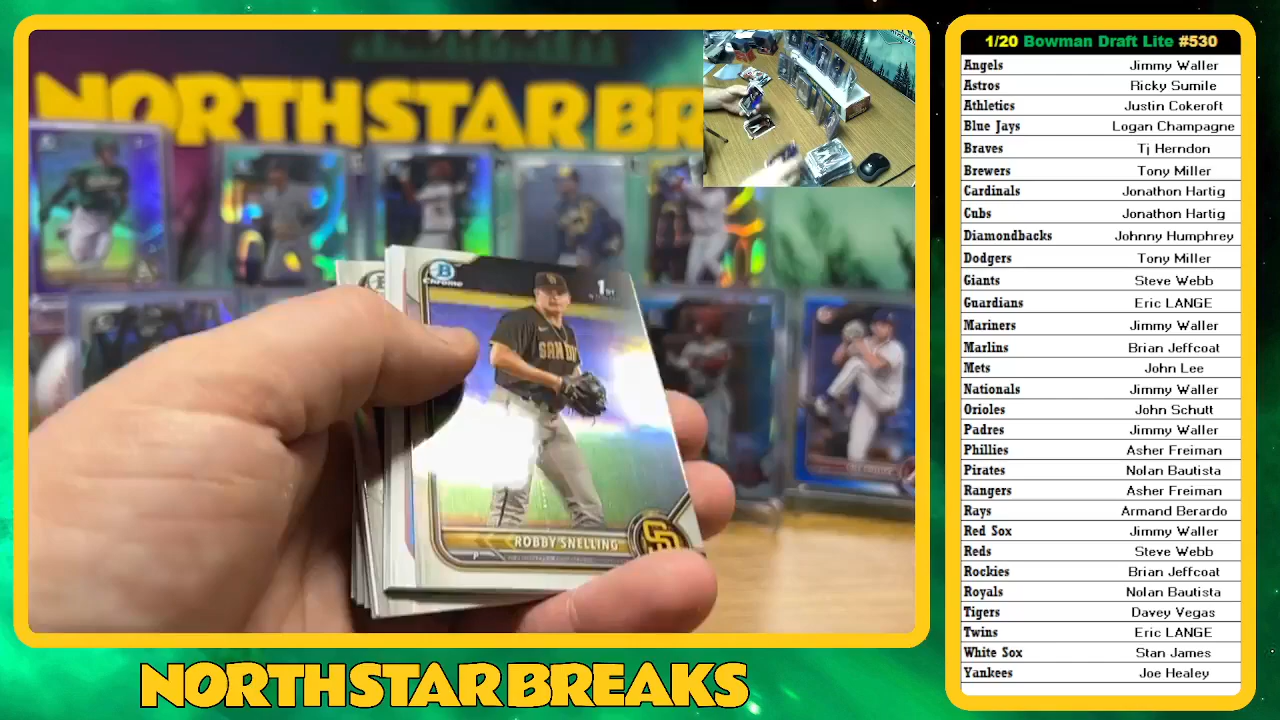 NORTHSTAR BR
B
Chrome
1st
SAN DI
ROBBY SNELLING
P
SD
NORTHSTAR BREAKS
1/20 Bowman Draft Lite #530
Angels Jimmy Waller
Astros Ricky Sumile
Athletics Justin Cokeroft
Blue Jays Logan Champagne
Braves Tj Herndon
Brewers Tony Miller
Cardinals Jonathon Hartig
Cubs Jonathon Hartig
Diamondbacks Johnny Humphrey
Dodgers Tony Miller
Giants Steve Webb
Guardians Eric LANGE
Mariners Jimmy Waller
Marlins Brian Jeffcoat
Mets John Lee
Nationals Jimmy Waller
Orioles John Schutt
Padres Jimmy Waller
Phillies Asher Freiman
Pirates Nolan Bautista
Rangers Asher Freiman
Rays Armand Berardo
Red Sox Jimmy Waller
Reds Steve Webb
Rockies Brian Jeffcoat
Royals Nolan Bautista
Tigers Davey Vegas
Twins Eric LANGE
White Sox Stan James
Yankees Joe Healey